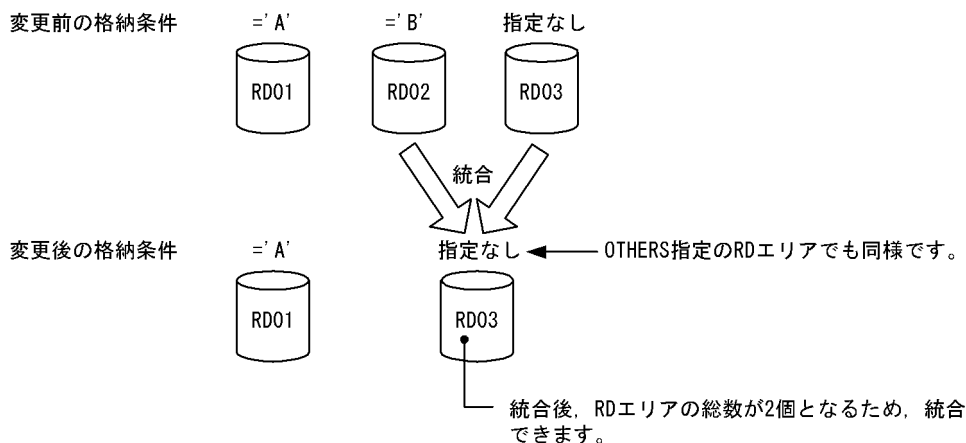 変更前の格納条件 ='A' ='B' 指定なし
RD01 RD02 RD03
統合
変更後の格納条件 ='A' 指定なし OTHERS指定のRDエリアでも同様です。
RD01 RD03
統合後，RDエリアの総数が2個となるため，統合
できます。